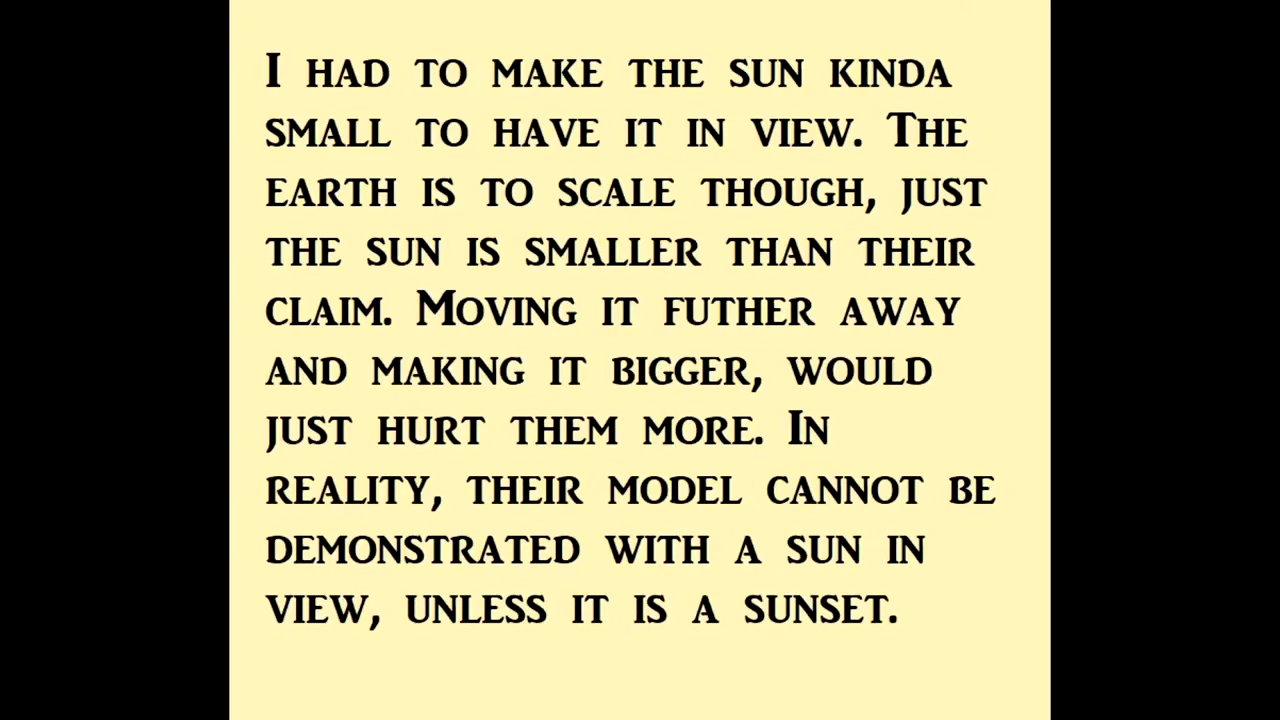 I had to make the sun kinda
small to have it in view. The
earth is to scale though, just
the sun is smaller than their
claim. Moving it futher away
and making it bigger, would
just hurt them more. In
reality, their model cannot be
demonstrated with a sun in
view, unless it is a sunset.